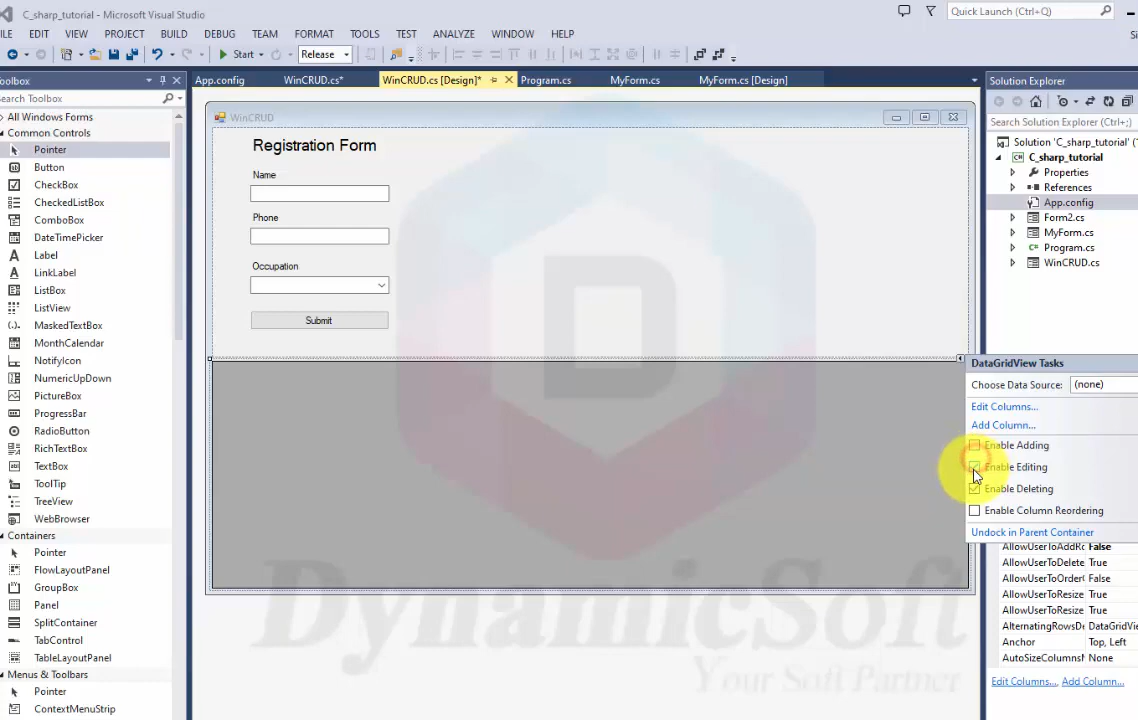 C_sharp_tutorial - Microsoft Visual Studio
Quick Launch (Ctrl+Q)
FILE EDIT VIEW PROJECT BUILD DEBUG TEAM FORMAT TOOLS TEST ANALYZE WINDOW HELP
Start
Release
Toolbox
App.config
WinCRUD.cs*
WinCRUD.cs [Design]*
Program.cs
MyForm.cs
MyForm.cs [Design]
Search Toolbox
All Windows Forms
Common Controls
Pointer
Button
CheckBox
CheckedListBox
ComboBox
DateTimePicker
Label
LinkLabel
ListBox
ListView
MaskedTextBox
MonthCalendar
NotifyIcon
NumericUpDown
PictureBox
ProgressBar
RadioButton
RichTextBox
TextBox
ToolTip
TreeView
WebBrowser
Containers
Pointer
FlowLayoutPanel
GroupBox
Panel
SplitContainer
TabControl
TableLayoutPanel
Menus & Toolbars
Pointer
ContextMenuStrip
WinCRUD
Registration Form
Name
Phone
Occupation
Submit
D
DynamicSoft
Your Soft Partner
Solution Explorer
Search Solution Explorer (Ctrl+;)
Solution 'C_sharp_tutorial' (
C_sharp_tutorial
Properties
References
App.config
Form2.cs
MyForm.cs
Program.cs
WinCRUD.cs
DataGridView Tasks
Choose Data Source: (none)
Edit Columns...
Add Column...
Enable Adding
Enable Editing
Enable Deleting
Enable Column Reordering
Undock in Parent Container
AllowUserToAddRo False
AllowUserToDelete True
AllowUserToOrderC False
AllowUserToResize True
AllowUserToResize True
AlternatingRowsDe DataGridVie
Anchor Top, Left
AutoSizeColumnsM None
Edit Columns..., Add Column...